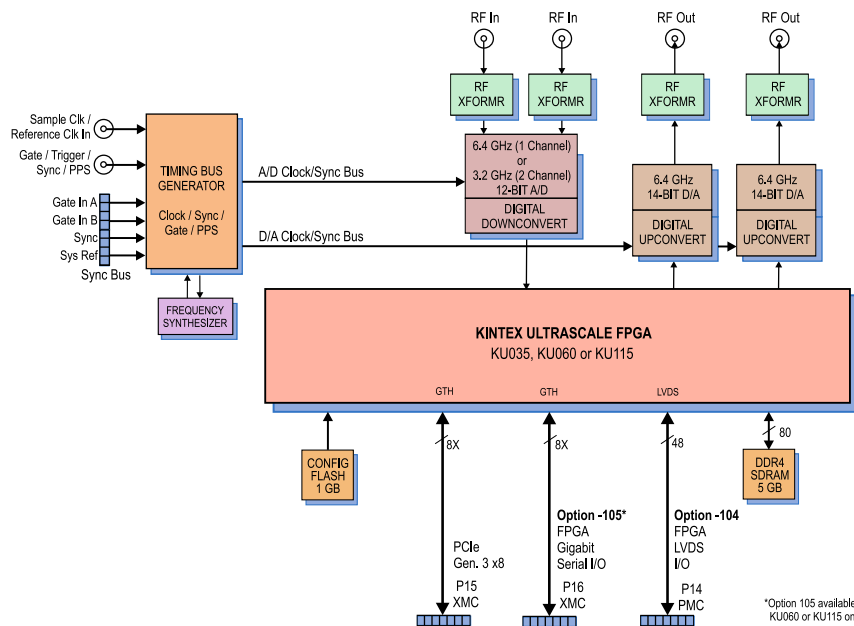 RF In
RF In
RF Out
RF Out
RF
XFORMR
RF
XFORMR
RF
XFORMR
RF
XFORMR
Sample Clk /
Reference Clk In
Gate / Trigger /
Sync / PPS
Gate In A
Gate In B
Sync
Sys Ref
Sync Bus
TIMING BUS
GENERATOR
Clock / Sync /
Gate / PPS
FREQUENCY
SYNTHESIZER
A/D Clock/Sync Bus
D/A Clock/Sync Bus
6.4 GHz (1 Channel)
or
3.2 GHz (2 Channel)
12-BIT A/D
DIGITAL
DOWNCONVERT
6.4 GHz
14-BIT D/A
DIGITAL
UPCONVERT
6.4 GHz
14-BIT D/A
DIGITAL
UPCONVERT
KINTEX ULTRASCALE FPGA
KU035, KU060 or KU115
GTH
GTH
LVDS
8X
8X
48
80
CONFIG
FLASH
1 GB
DDR4
SDRAM
5 GB
PCIe
Gen. 3 x8
P15
XMC
Option -105*
FPGA
Gigabit
Serial I/O
P16
XMC
Option -104
FPGA
LVDS
I/O
P14
PMC
*Option 105 available
KU060 or KU115 on